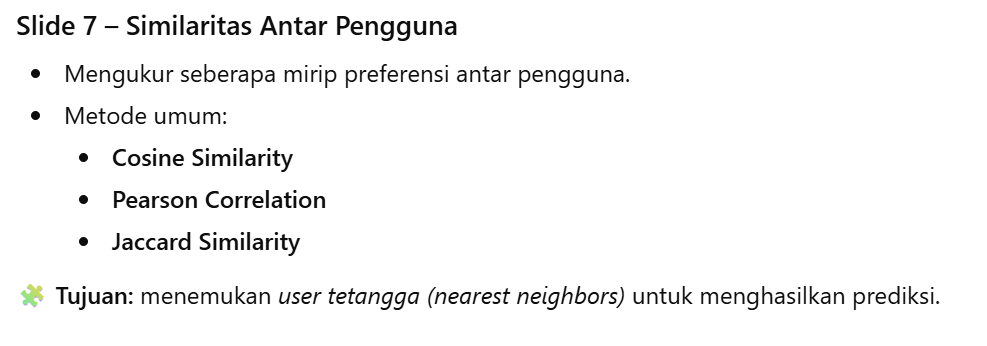 Slide 7 – Similaritas Antar Pengguna
• Mengukur seberapa mirip preferensi antar pengguna.
• Metode umum:
• Cosine Similarity
• Pearson Correlation
• Jaccard Similarity
🧩 Tujuan: menemukan user tetangga (nearest neighbors) untuk menghasilkan prediksi.